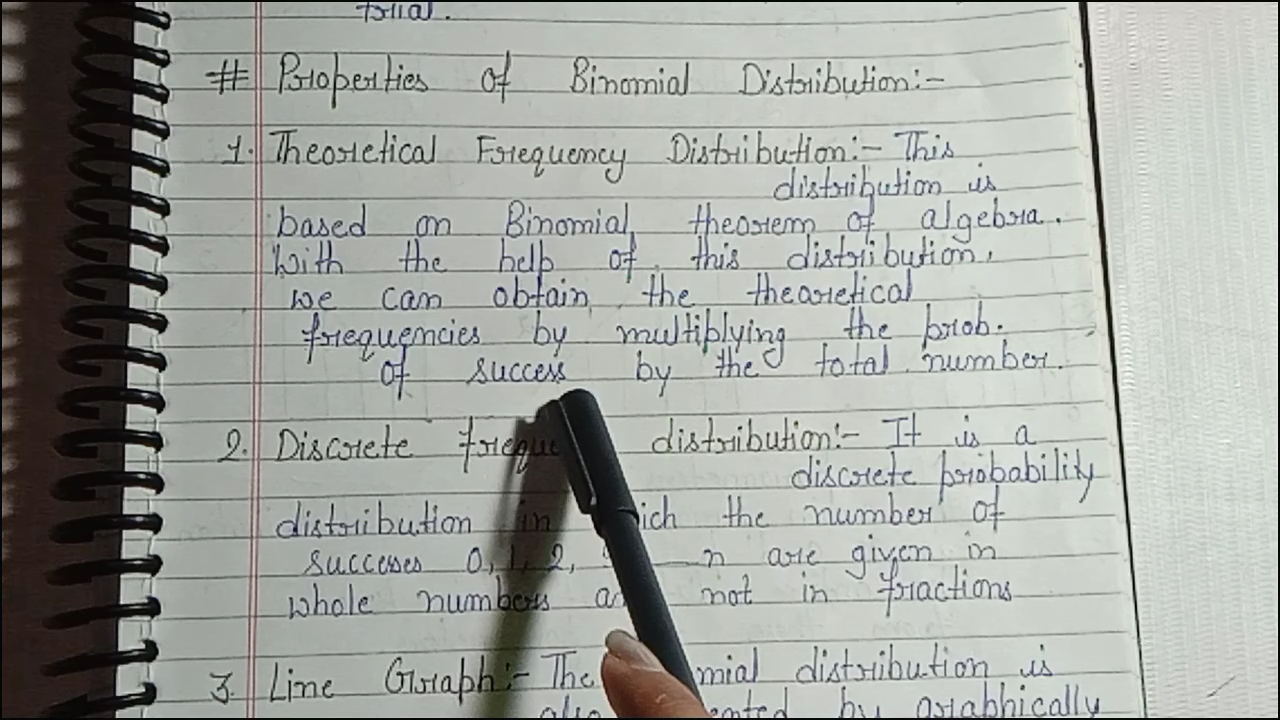 trial.
# Properties of Binomial Distribution:-
1. Theoretical Frequency Distribution:- This
distribution is
based on Binomial theorem of algebra.
With the help of this distribution,
we can obtain the theoretical
frequencies by multiplying the prob.
of success by the total number.
2. Discrete distribution:- It is a
discrete probability
distribution in the number of
successes 0, 1, 2, n are given in
whole numbers not in fractions
3. Line Graph:- The distribution is
by graphically